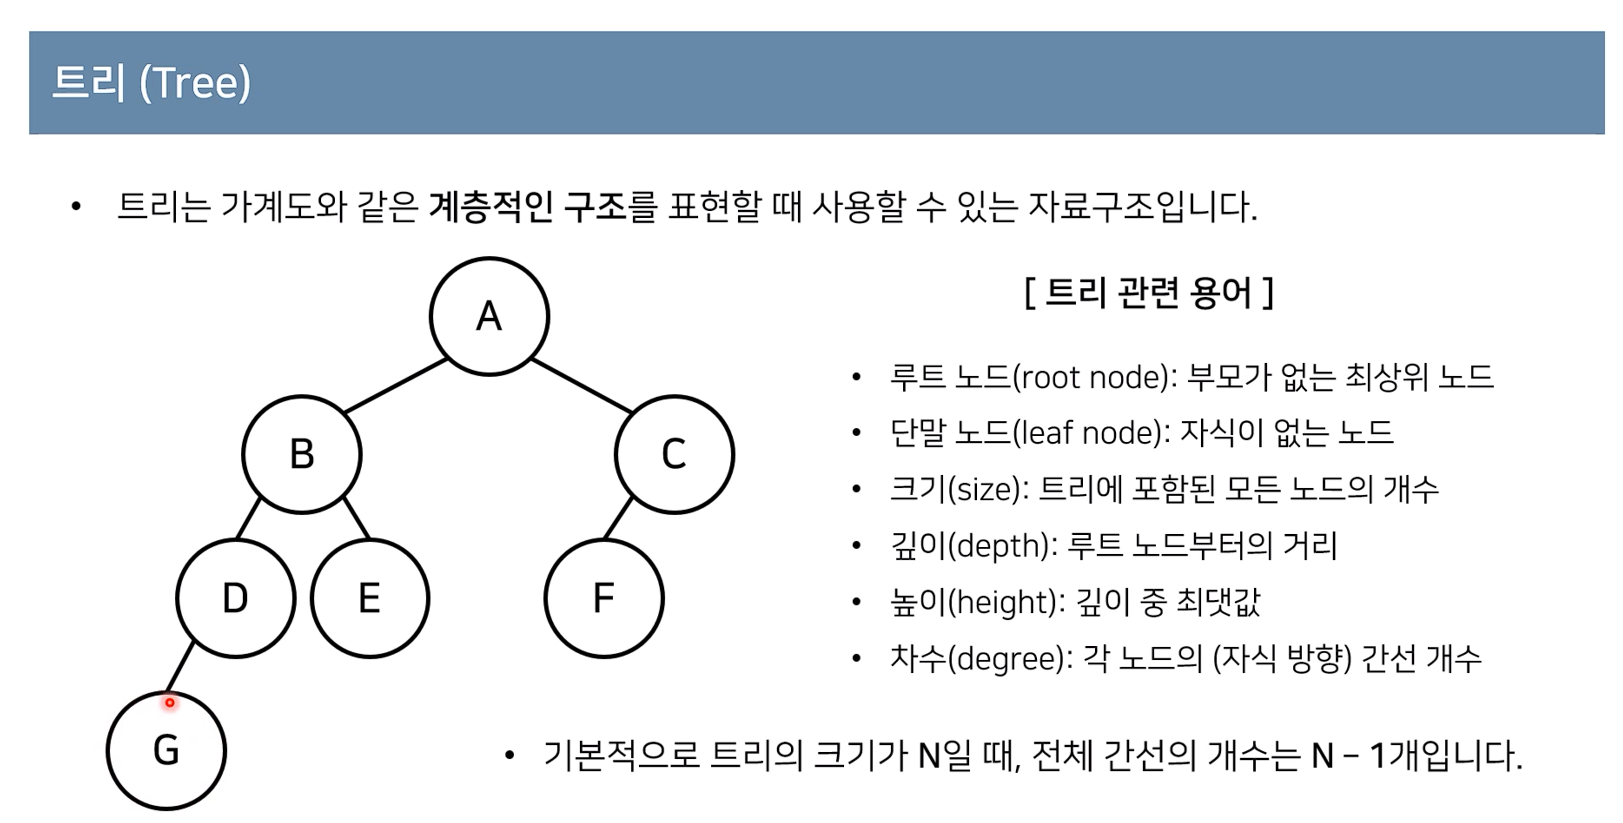 트리 (Tree)
• 트리는 가계도와 같은 계층적인 구조를 표현할 때 사용할 수 있는 자료구조입니다.
A
B
C
D
E
F
G
[ 트리 관련 용어 ]
• 루트 노드(root node): 부모가 없는 최상위 노드
• 단말 노드(leaf node): 자식이 없는 노드
• 크기(size): 트리에 포함된 모든 노드의 개수
• 깊이(depth): 루트 노드부터의 거리
• 높이(height): 깊이 중 최댓값
• 차수(degree): 각 노드의 (자식 방향) 간선 개수
• 기본적으로 트리의 크기가 N일 때, 전체 간선의 개수는 N – 1개입니다.